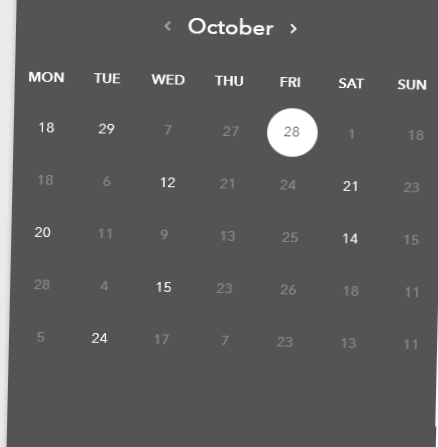 ‹ October ›
MON TUE WED THU FRI SAT SUN
18 29 7 27 28 1 18
18 6 12 21 24 21 23
20 11 9 13 25 14 15
28 4 15 23 26 18 11
5 24 17 7 23 13 11